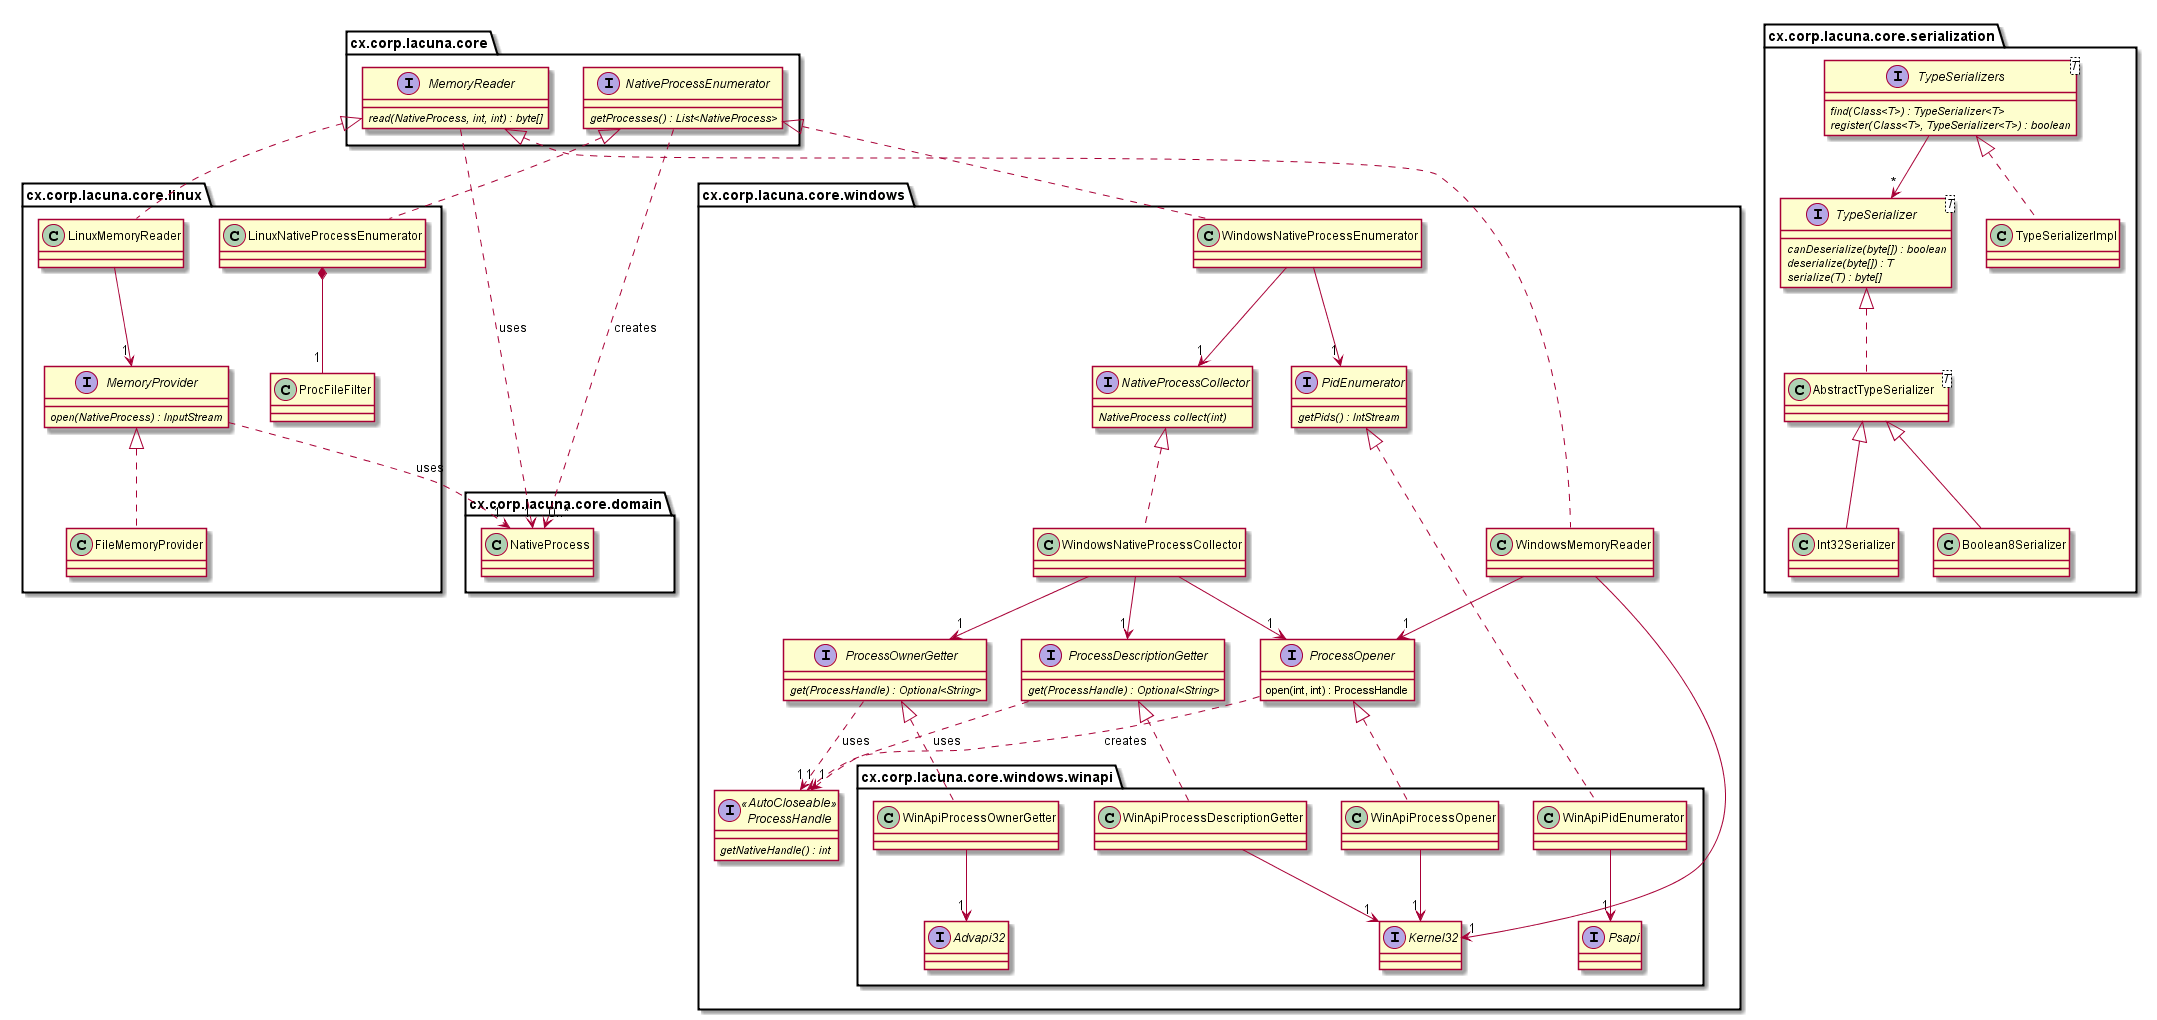 cx.corp.lacuna.core
I MemoryReader
read(NativeProcess, int, int) : byte[]
I NativeProcessEnumerator
getProcesses() : List<NativeProcess>
cx.corp.lacuna.core.serialization
I TypeSerializers
T
find(Class<T>) : TypeSerializer<T>
register(Class<T>, TypeSerializer<T>) : boolean
*
I TypeSerializer
T
canDeserialize(byte[]) : boolean
deserialize(byte[]) : T
serialize(T) : byte[]
C TypeSerializerImpl
C AbstractTypeSerializer
T
C Int32Serializer
C Boolean8Serializer
cx.corp.lacuna.core.linux
C LinuxMemoryReader
C LinuxNativeProcessEnumerator
1
1
I MemoryProvider
open(NativeProcess) : InputStream
C ProcFileFilter
C FileMemoryProvider
uses
creates
uses
cx.corp.lacuna.core.domain
1
C NativeProcess
cx.corp.lacuna.core.windows
C WindowsNativeProcessEnumerator
1
1
I NativeProcessCollector
NativeProcess collect(int)
I PidEnumerator
getPids() : IntStream
C WindowsNativeProcessCollector
C WindowsMemoryReader
1
1
1
1
I ProcessOwnerGetter
get(ProcessHandle) : Optional<String>
I ProcessDescriptionGetter
get(ProcessHandle) : Optional<String>
I ProcessOpener
open(int, int) : ProcessHandle
uses
uses
creates
1
1
1
I «AutoCloseable»
ProcessHandle
getNativeHandle() : int
cx.corp.lacuna.core.windows.winapi
C WinApiProcessOwnerGetter
C WinApiProcessDescriptionGetter
C WinApiProcessOpener
C WinApiPidEnumerator
1
1
1
1
1
I Advapi32
I Kernel32
I Psapi